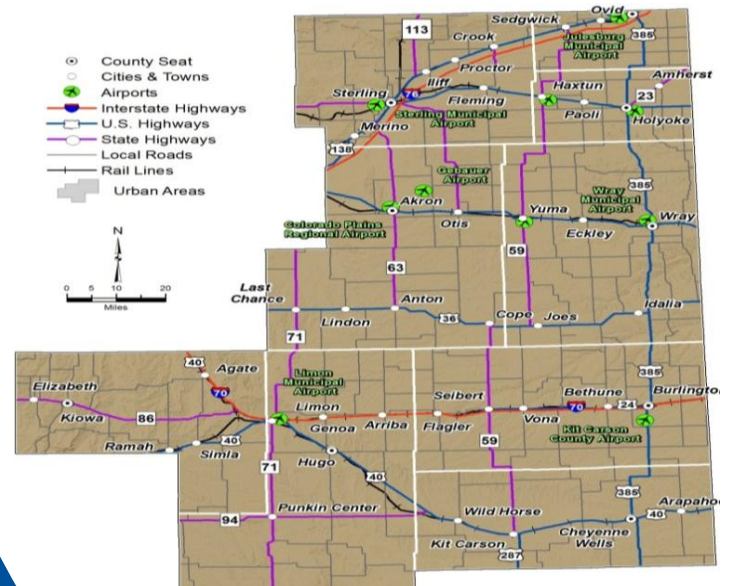 County Seat
Cities & Towns
Airports
Interstate Highways
U.S. Highways
State Highways
Local Roads
Rail Lines
Urban Areas
N
0 5 10 20
Miles
113
Sedgwick
Ovid
385
Julesburg
Municipal
Airport
Crook
Proctor
Iliff
76
Sterling
Fleming
Sterling Municipal
Airport
Haxtun
Amherst
23
Paoli
Holyoke
Merino
138
Gebauer
Airport
385
Wray
Municipal
Airport
Akron
Yuma
Wray
Otis
Eckley
Colorado Plains
Regional Airport
59
63
Last
Chance
Anton
Idalia
Lindon
36
Cope
Joes
71
40
Agate
Limon
Municipal
Airport
385
Elizabeth
70
Seibert
Bethune
Burlington
Kiowa
86
Limon
Genoa
Arriba
Flagler
Vona
70
24
Kit Carson
County Airport
Ramah
Simla
40
59
71
Hugo
40
385
Arapahoe
Punkin Center
94
Wild Horse
40
Kit Carson
Cheyenne
Wells
287